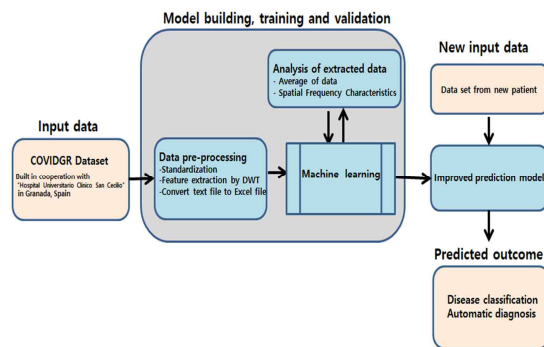 Model building, training and validation
New input data
Analysis of extracted data
- Average of data
- Spatial Frequency Characteristics
Data set from new patient
Input data
COVIDGR Dataset
Built in cooperation with
"Hospital Universitario Clínico San Cecilio"
in Granada, Spain
Data pre-processing
-Standardization
-Feature extraction by DWT
-Convert text file to Excel file
Machine learning
Improved prediction model
Predicted outcome
Disease classification
Automatic diagnosis